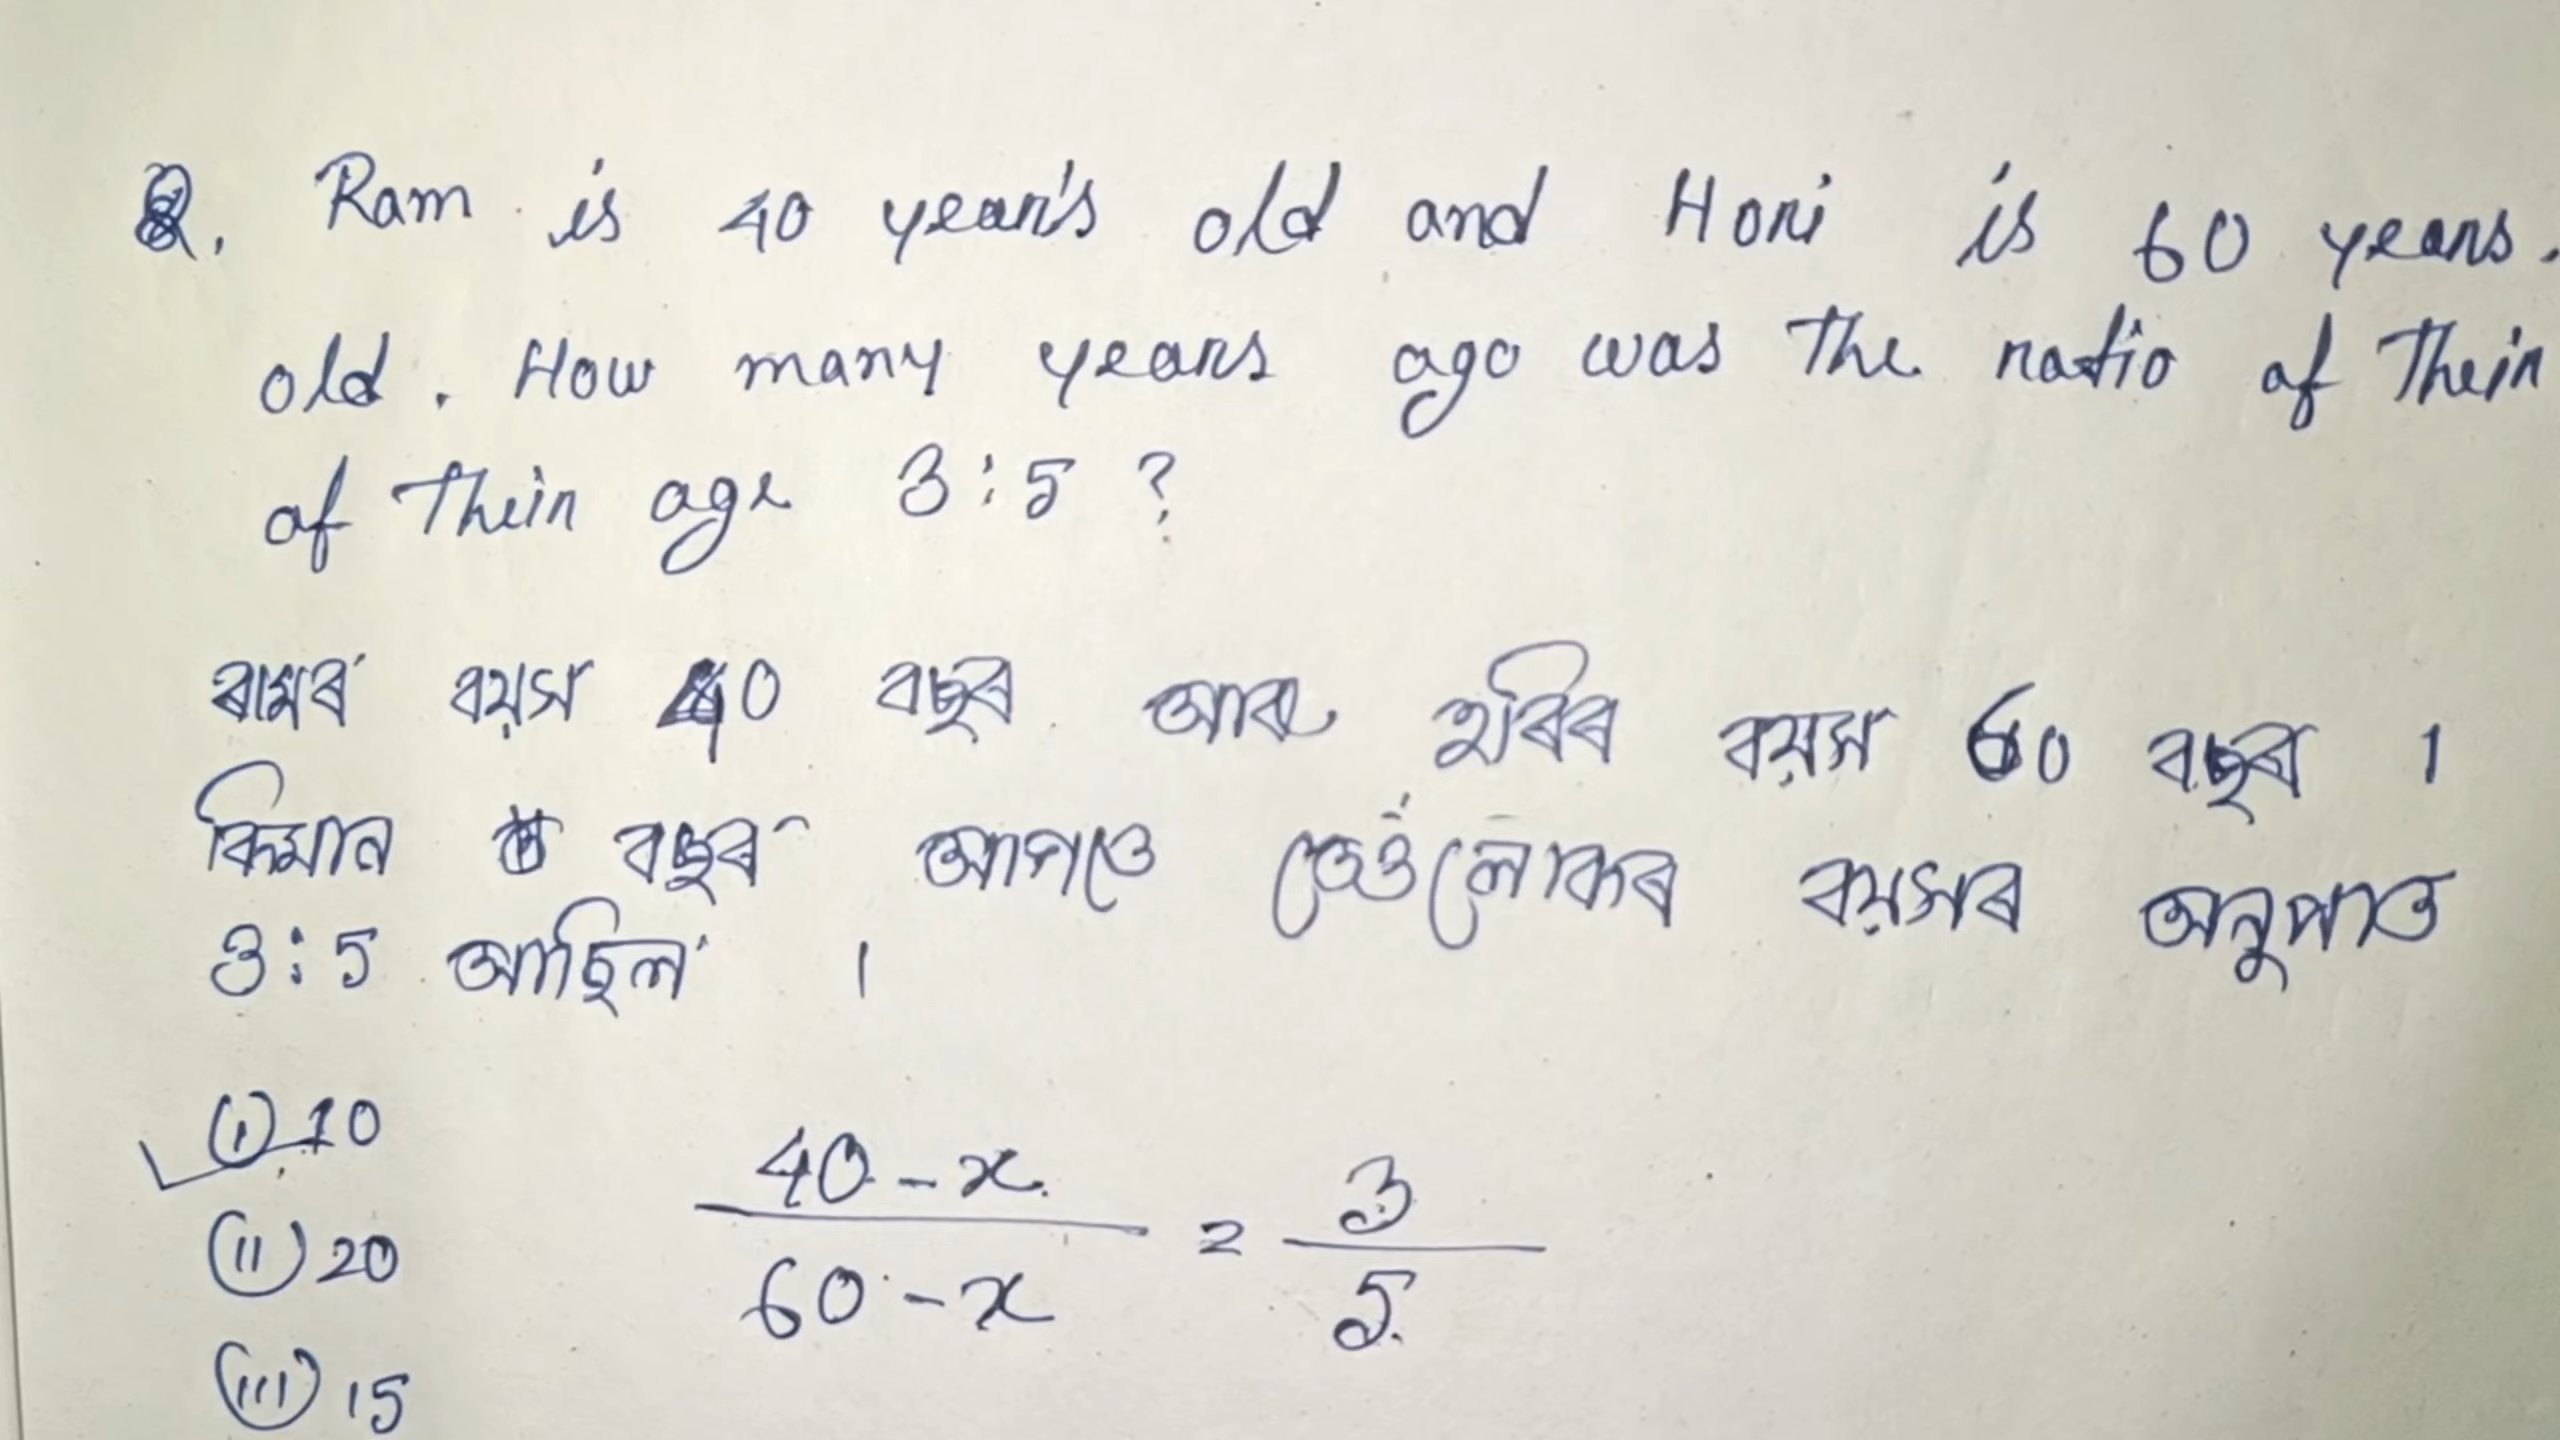 Q. Ram is 40 year's old and Hori is 60 years.
old. How many years ago was the ratio of Their
of Their age 3:5 ?
ৰামৰ বয়স 40 বছৰ আৰু হৰিৰ বয়স 60 বছৰ ।
কিমান বছৰ আগতে তেওঁলোকৰ বয়সৰ অনুপাত
3:5 আছিল ।
(i) 10
(ii) 20
(iii) 15
40 - x
60 - x
=
3
5